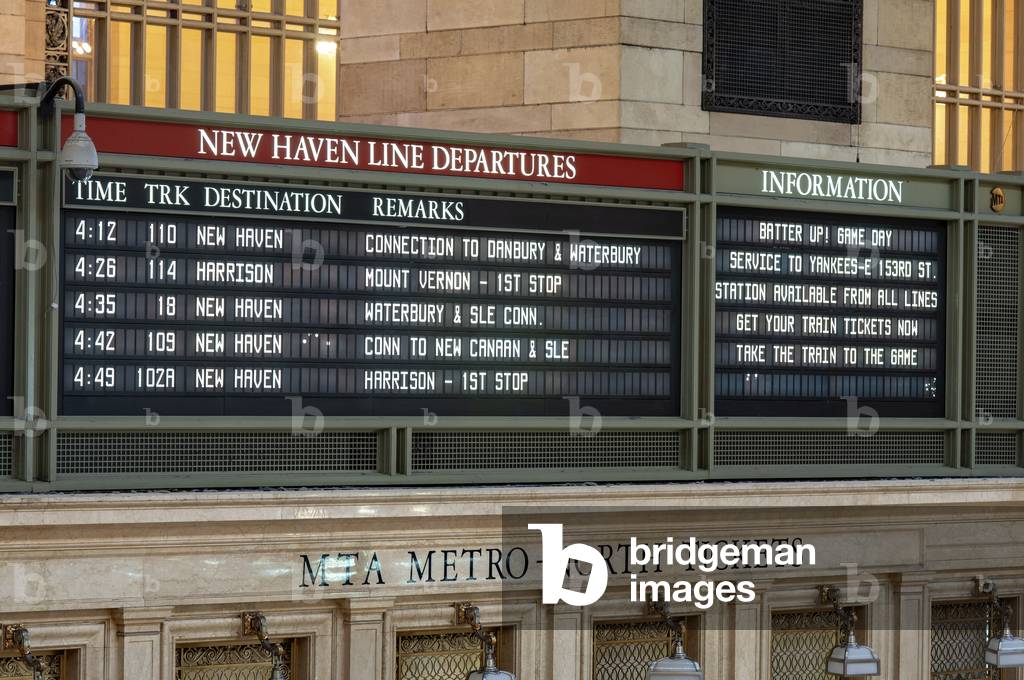 NEW HAVEN LINE DEPARTURES
TIME TRK DESTINATION REMARKS
4:12 110 NEW HAVEN CONNECTION TO DANBURY & WATERBURY
4:26 114 HARRISON MOUNT VERNON - 1ST STOP
4:35 18 NEW HAVEN WATERBURY & SLE CONN.
4:42 109 NEW HAVEN CONN TO NEW CANAAN & SLE
4:49 102A NEW HAVEN HARRISON - 1ST STOP
INFORMATION
BATTER UP! GAME DAY
SERVICE TO YANKEES-E 153RD ST.
STATION AVAILABLE FROM ALL LINES
GET YOUR TRAIN TICKETS NOW
TAKE THE TRAIN TO THE GAME
MTA
MTA METRO-NORTH TICKETS
b bridgeman
images